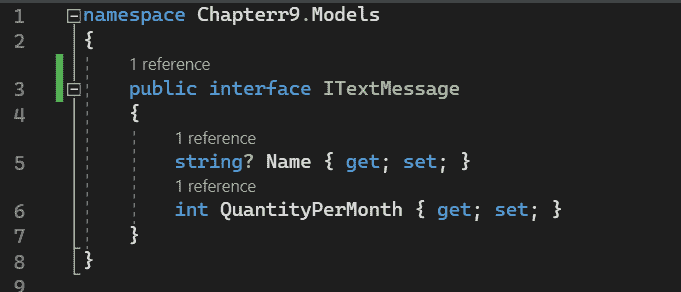 1 namespace Chapterr9.Models
2 {
1 reference
3 public interface ITextMessage
4 {
1 reference
5 string? Name { get; set; }
1 reference
6 int QuantityPerMonth { get; set; }
7 }
8 }
9